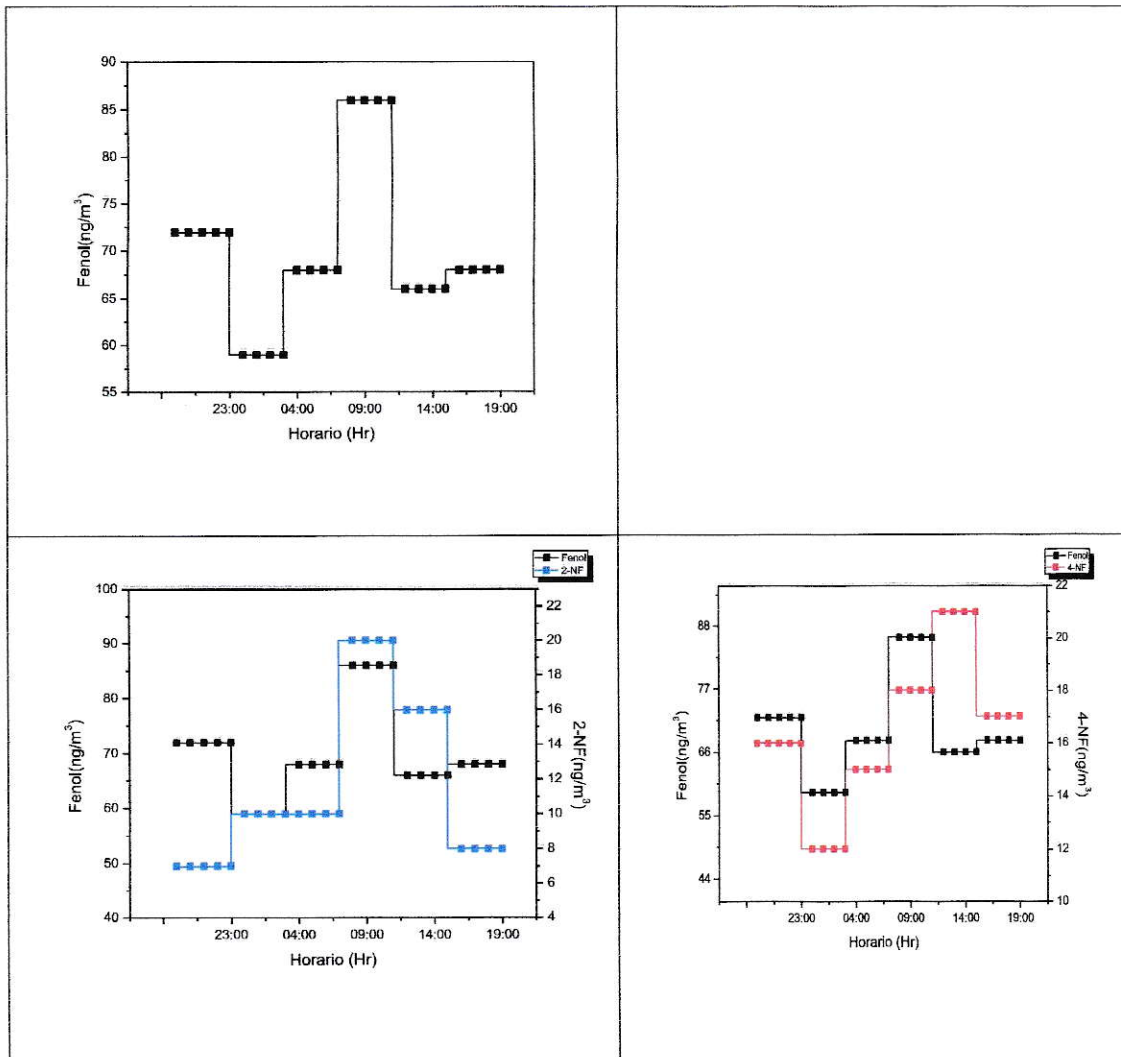 90
85
80
75
70
65
60
55
Fenol(ng/m³)
23:00 04:00 09:00 14:00 19:00
Horario (Hr)
Fenol
2-NF
100
90
80
70
60
50
40
Fenol(ng/m³)
22
20
18
16
14
12
10
8
6
4
2-NF(ng/m³)
23:00 04:00 09:00 14:00 19:00
Horario (Hr)
Fenol
4-NF
88
77
66
55
44
Fenol(ng/m³)
22
20
18
16
14
12
10
4-NF(ng/m³)
23:00 04:00 09:00 14:00 19:00
Horario (Hr)